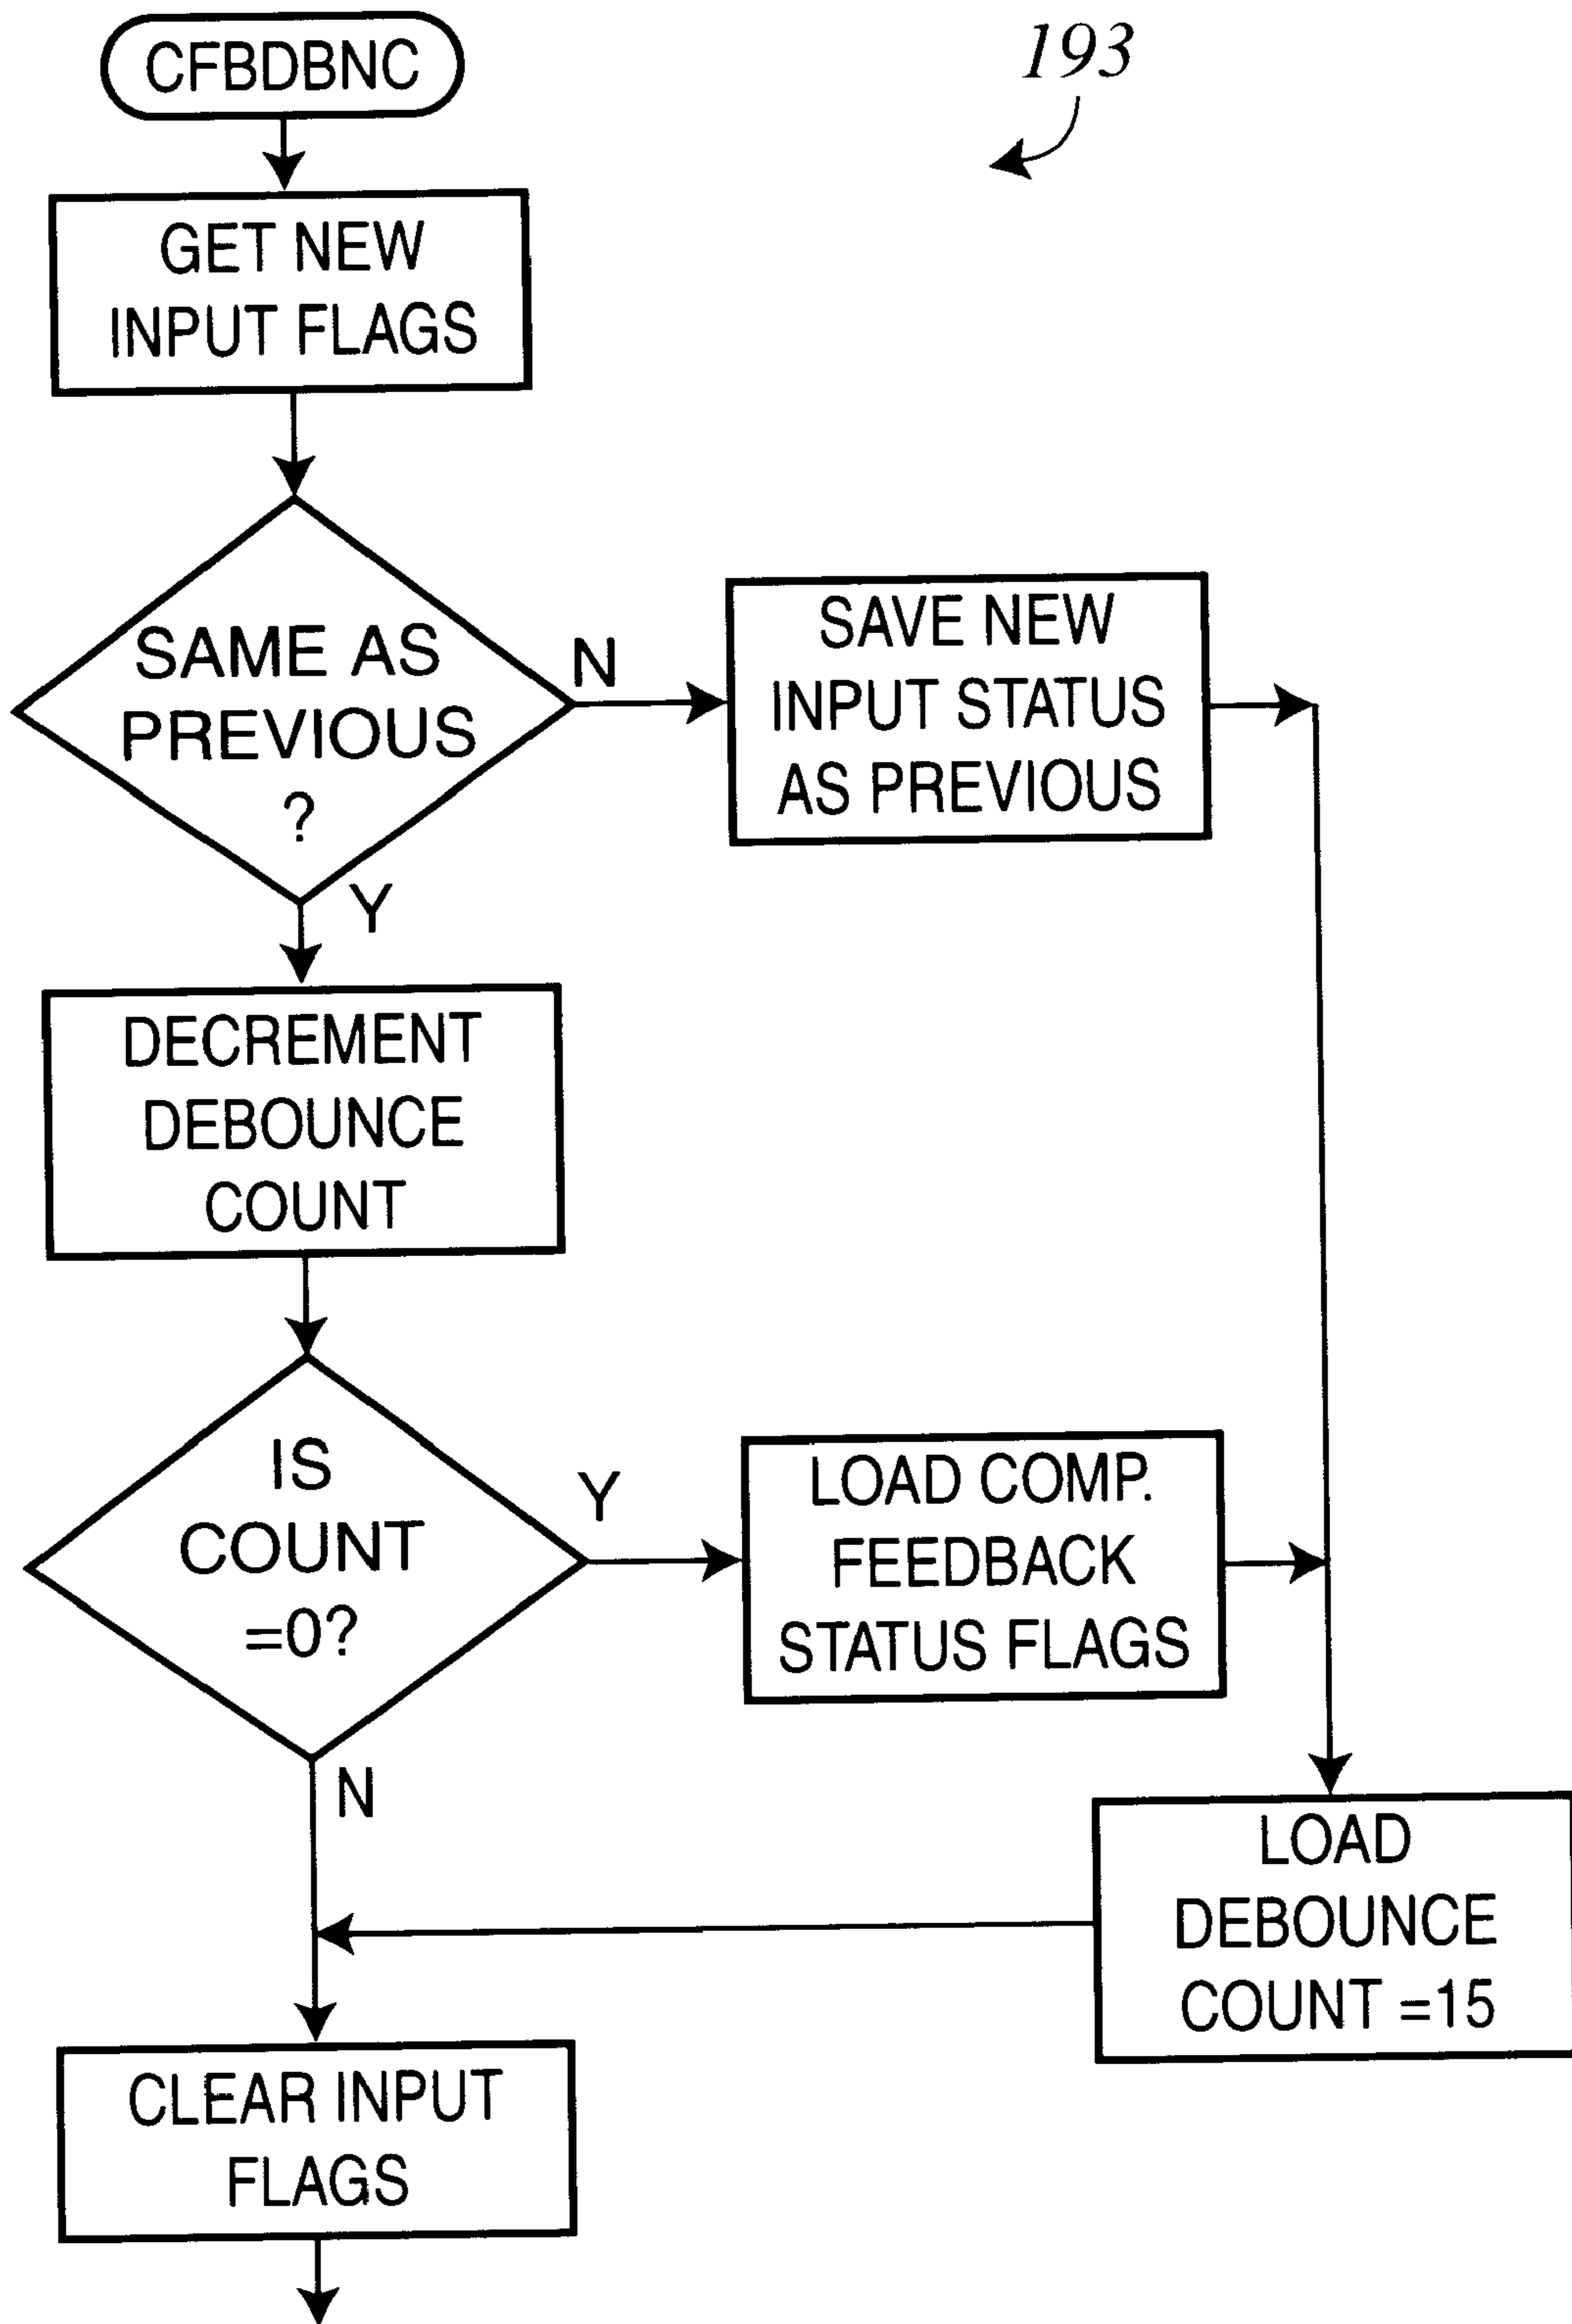 CFBDBNC
193
GET NEW
INPUT FLAGS
SAME AS
PREVIOUS
?
N
SAVE NEW
INPUT STATUS
AS PREVIOUS
Y
DECREMENT
DEBOUNCE
COUNT
IS
COUNT
=0?
Y
LOAD COMP.
FEEDBACK
STATUS FLAGS
N
LOAD
DEBOUNCE
COUNT =15
CLEAR INPUT
FLAGS